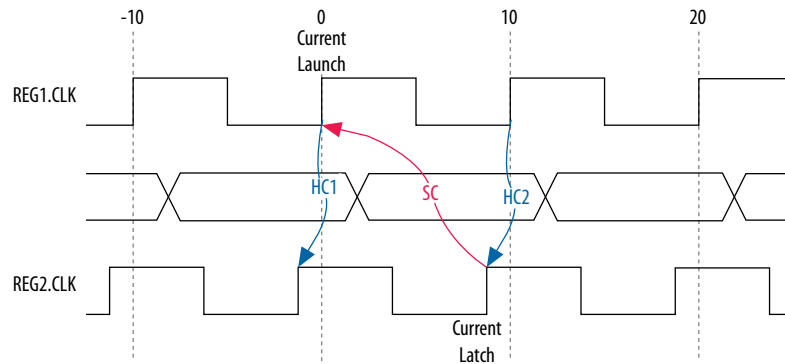 -10 0 10 20
Current
Launch
REG1.CLK
HC1 SC HC2
REG2.CLK
Current
Latch